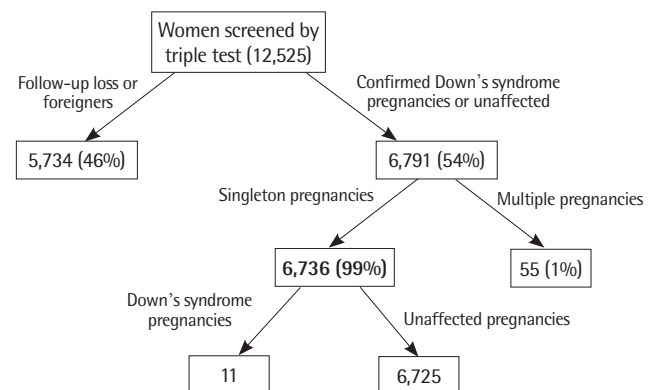 Women screened by
triple test (12,525)
Follow-up loss or
foreigners
Confirmed Down's syndrome
pregnancies or unaffected
5,734 (46%)
6,791 (54%)
Singleton pregnancies
Multiple pregnancies
6,736 (99%)
55 (1%)
Down's syndrome
pregnancies
Unaffected pregnancies
11
6,725